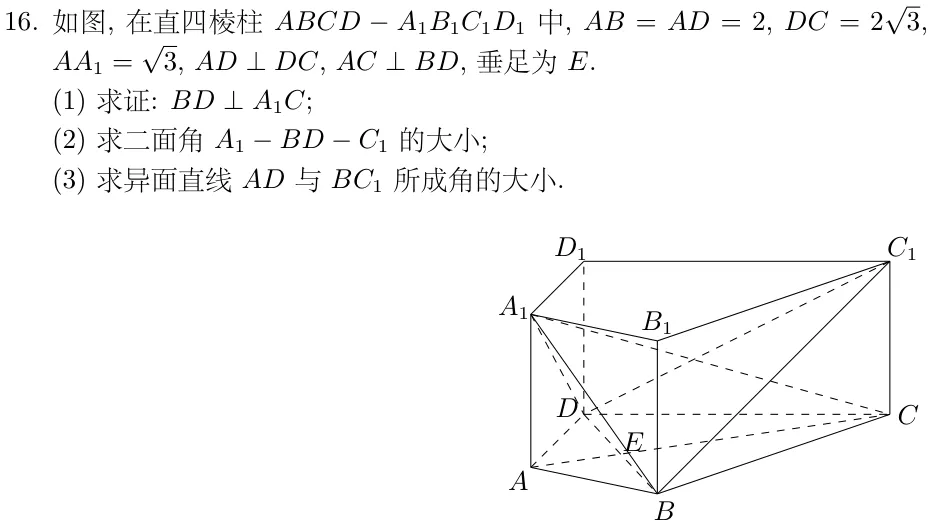 16. 如图, 在直四棱柱 ABCD − A₁B₁C₁D₁ 中, AB = AD = 2, DC = 2√3,
AA₁ = √3, AD ⊥ DC, AC ⊥ BD, 垂足为 E.
(1) 求证: BD ⊥ A₁C;
(2) 求二面角 A₁ − BD − C₁ 的大小;
(3) 求异面直线 AD 与 BC₁ 所成角的大小.
D₁ C₁
A₁ B₁
D C
E
A
B